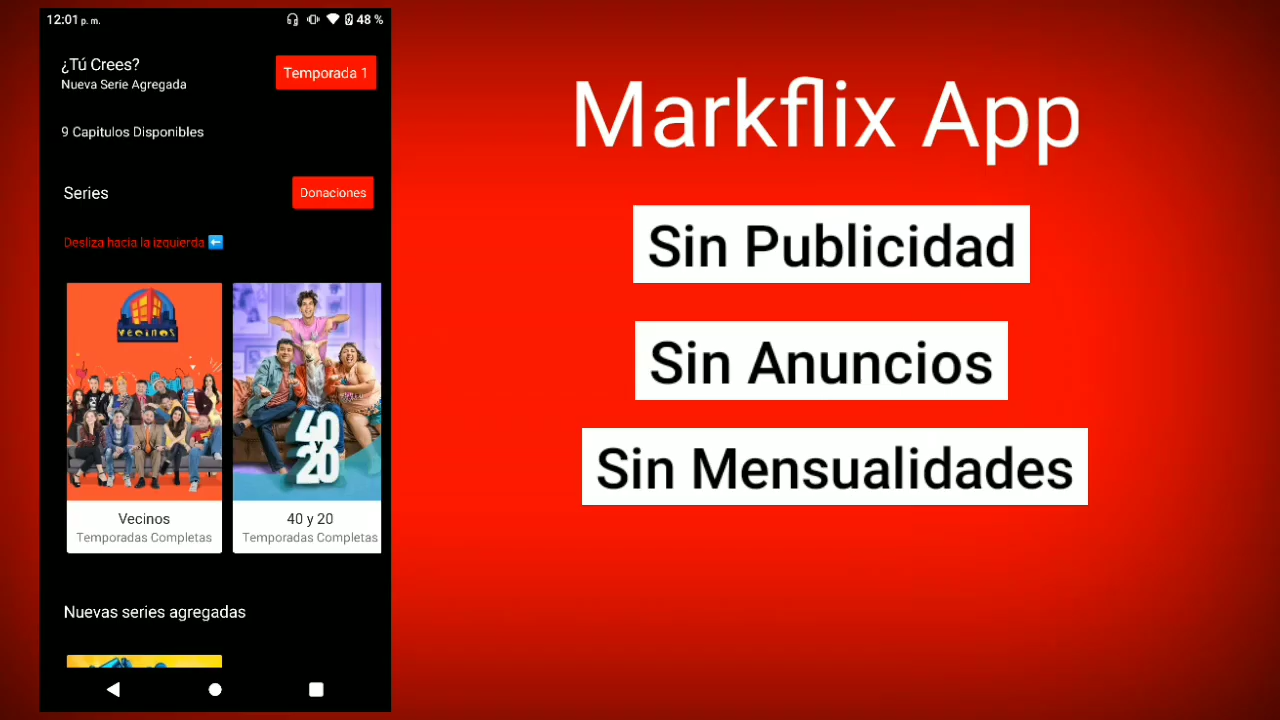 12:01 p. m.
48 %
¿Tú Crees?
Nueva Serie Agregada
Temporada 1
9 Capitulos Disponibles
Series
Donaciones
Desliza hacia la izquierda
vecinos
40
y
20
Vecinos
Temporadas Completas
40 y 20
Temporadas Completas
Nuevas series agregadas
Markflix App
Sin Publicidad
Sin Anuncios
Sin Mensualidades